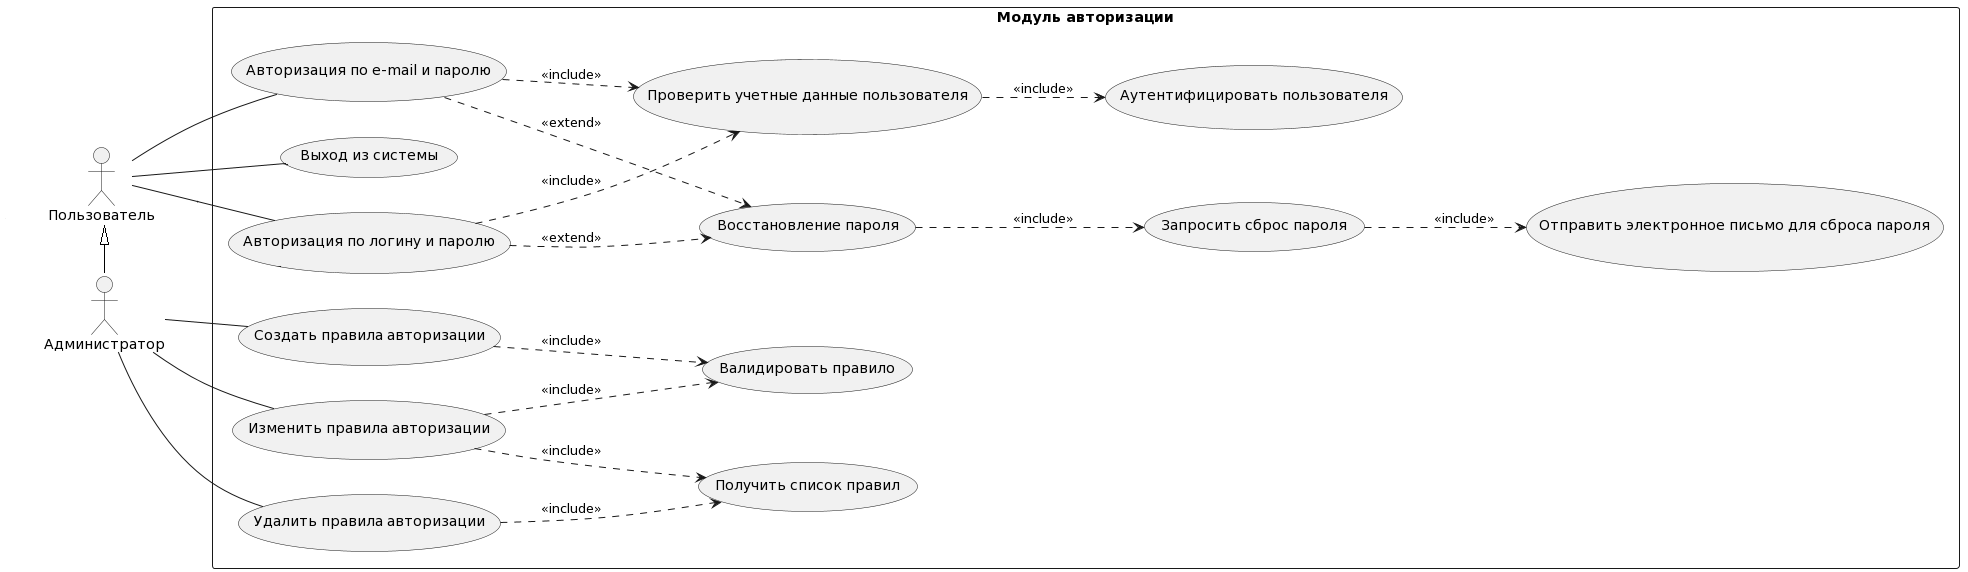 Модуль авторизации
Авторизация по e-mail и паролю
«include»
Проверить учетные данные пользователя
«include»
Аутентифицировать пользователя
«extend»
Выход из системы
«include»
Пользователь
Авторизация по логину и паролю
«extend»
Восстановление пароля
«include»
Запросить сброс пароля
«include»
Отправить электронное письмо для сброса пароля
Администратор
Создать правила авторизации
«include»
Валидировать правило
«include»
Изменить правила авторизации
«include»
Получить список правил
«include»
Удалить правила авторизации